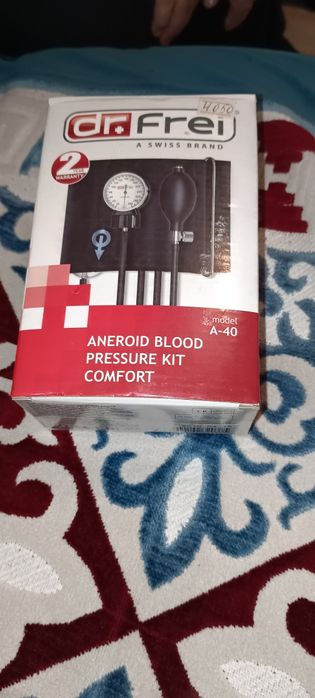 4050
dr.Frei
A SWISS BRAND
2 YEAR
WARRANTY
model
A-40
ANEROID BLOOD
PRESSURE KIT
COMFORT